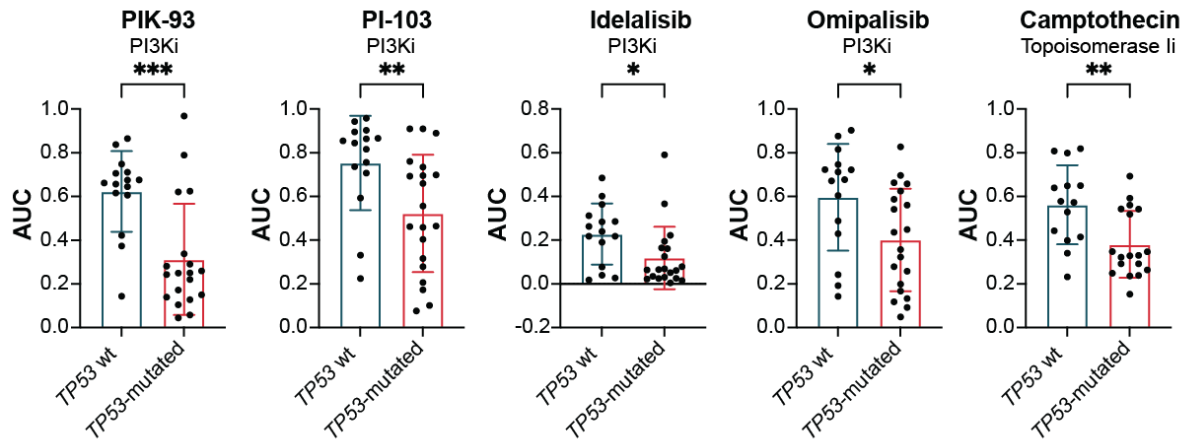 PIK-93
PI3Ki
***
AUC
1.0
0.8
0.6
0.4
0.2
0.0
TP53 wt
TP53-mutated
PI-103
PI3Ki
**
AUC
1.0
0.8
0.6
0.4
0.2
0.0
TP53 wt
TP53-mutated
Idelalisib
PI3Ki
*
AUC
0.8
0.6
0.4
0.2
0.0
-0.2
TP53 wt
TP53-mutated
Omipalisib
PI3Ki
*
AUC
1.0
0.8
0.6
0.4
0.2
0.0
TP53 wt
TP53-mutated
Camptothecin
Topoisomerase Ii
**
AUC
1.0
0.8
0.6
0.4
0.2
0.0
TP53 wt
TP53-mutated